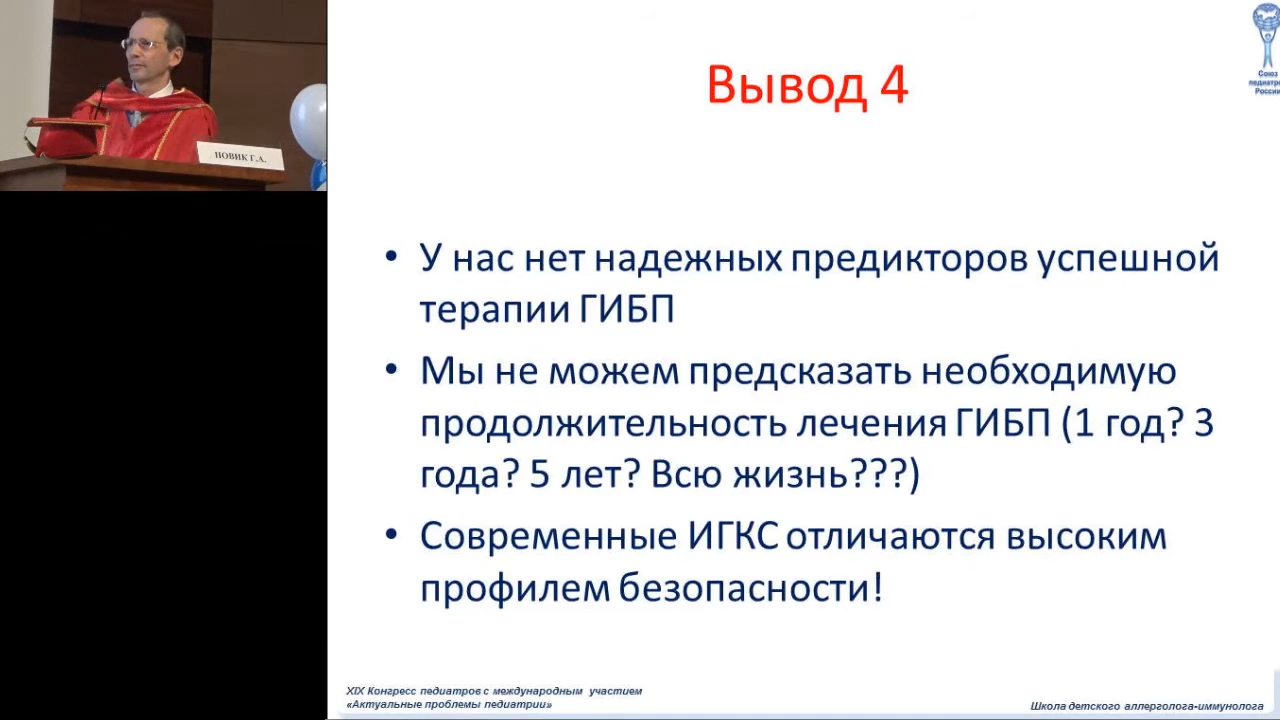 Вывод 4
Союз
педиатров
России
НОВИК Г.А.
• У нас нет надежных предикторов успешной
терапии ГИБП
• Мы не можем предсказать необходимую
продолжительность лечения ГИБП (1 год? 3
года? 5 лет? Всю жизнь???)
• Современные ИГКС отличаются высоким
профилем безопасности!
XIX Конгресс педиатров с международным участием
«Актуальные проблемы педиатрии»
Школа детского аллерголога-иммунолога